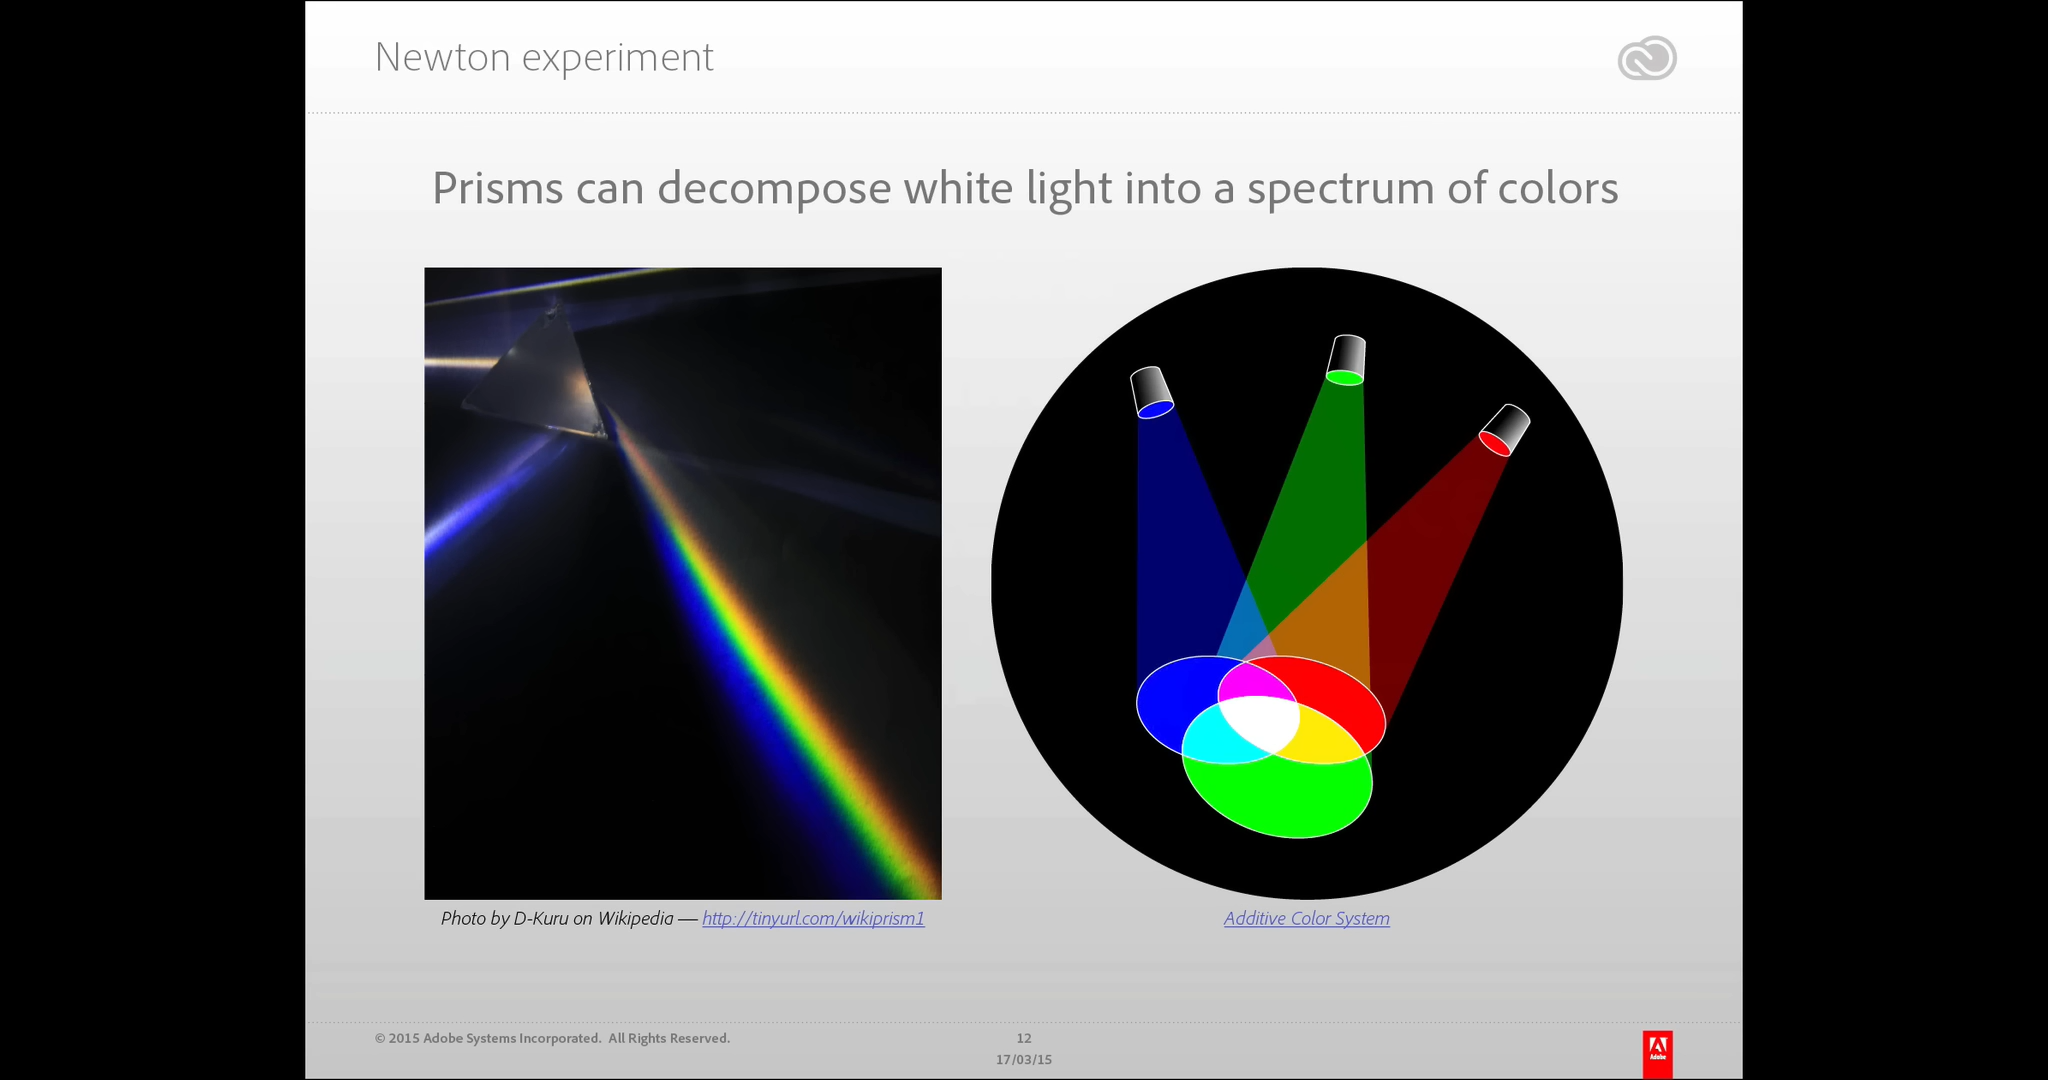 Newton experiment
Prisms can decompose white light into a spectrum of colors
Photo by D-Kuru on Wikipedia — http://tinyurl.com/wikiprism1
Additive Color System
© 2015 Adobe Systems Incorporated.  All Rights Reserved.
12
17/03/15
Adobe